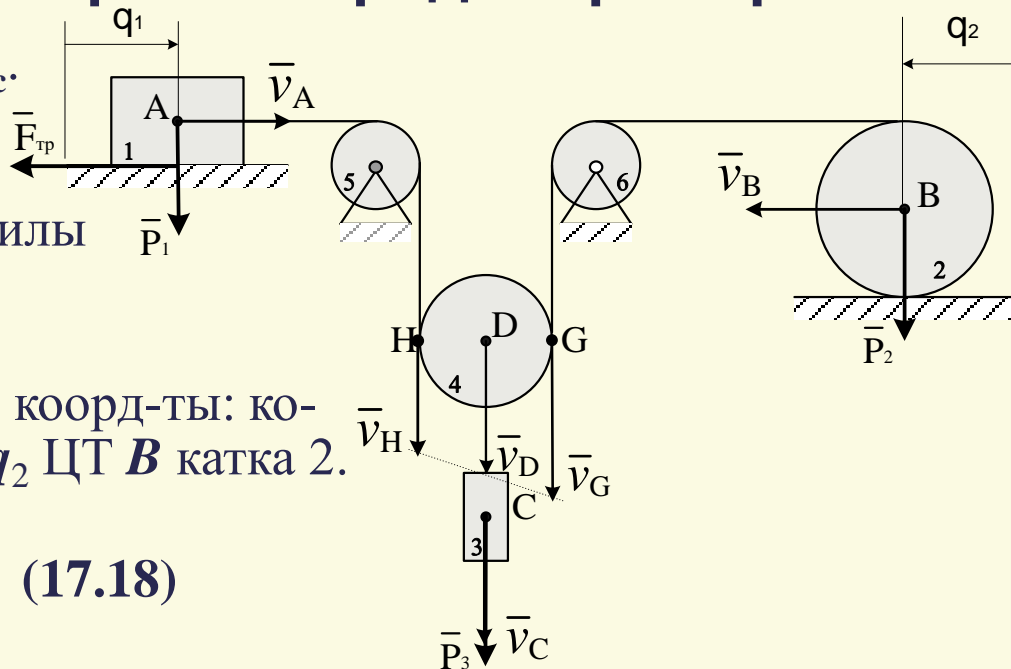 q₁
q₂
с.
A
v̄A
F̄тр
1
5
6
v̄B
B
2
P̄₁
илы
P̄₂
H
D
G
4
коорд-ты: ко-
q₂ ЦТ B катка 2.
v̄H
v̄D
v̄G
C
3
(17.18)
P̄₃
v̄C